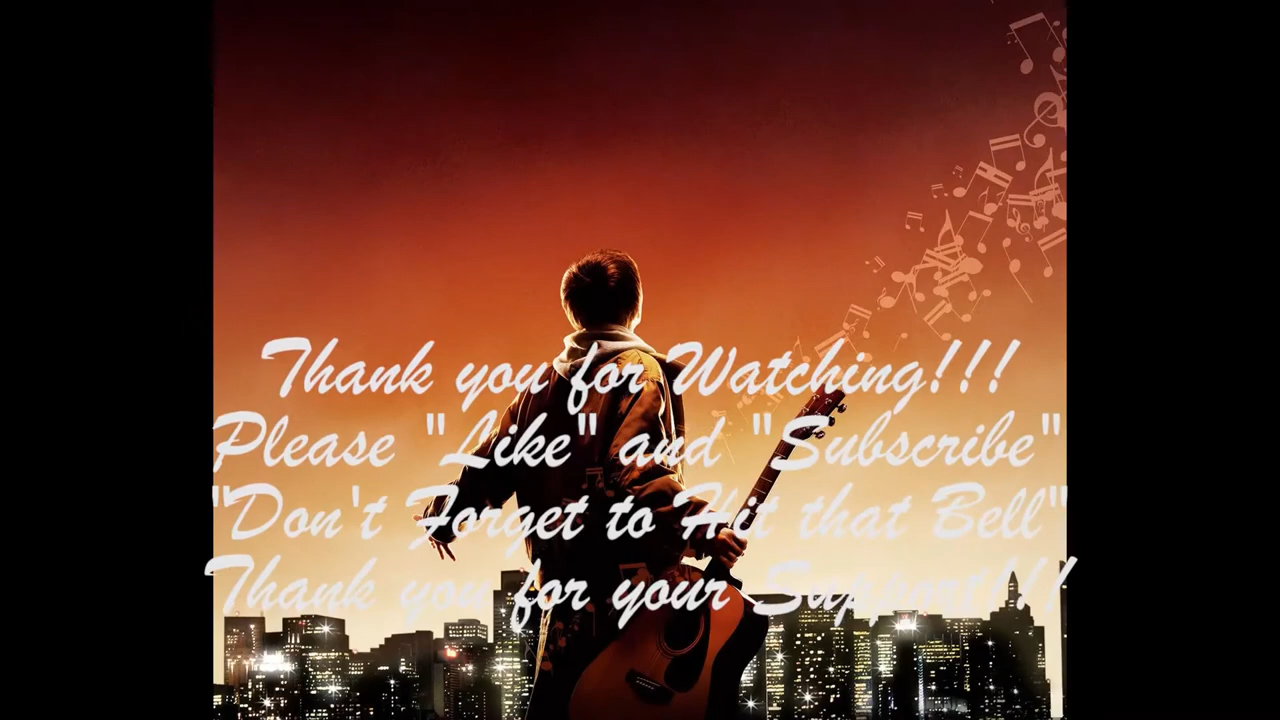 Thank you for Watching!!!
Please "Like" and "Subscribe"
"Don't Forget to Hit that Bell"
Thank you for your Support!!!